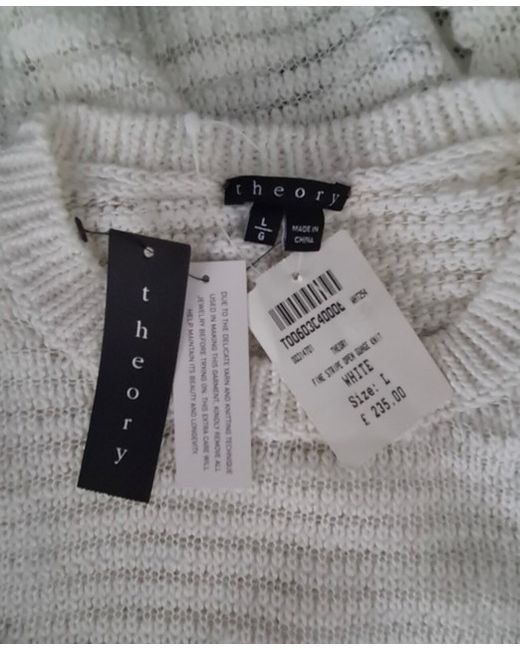 theory
L
G
MADE IN
CHINA
theory
DUE TO THE DELICATE YARN AND KNITTING TECHNIQUE
USED IN MAKING THIS GARMENT, KINDLY REMOVE ALL
JEWELRY BEFORE TRYING ON. THIS EXTRA CARE WILL
HELP MAINTAIN ITS BEAUTY AND LONGEVITY.
THEORY
FINE STRIPE OPEN GUAGE KNIT
WHITE
Size: L
£ 235.00